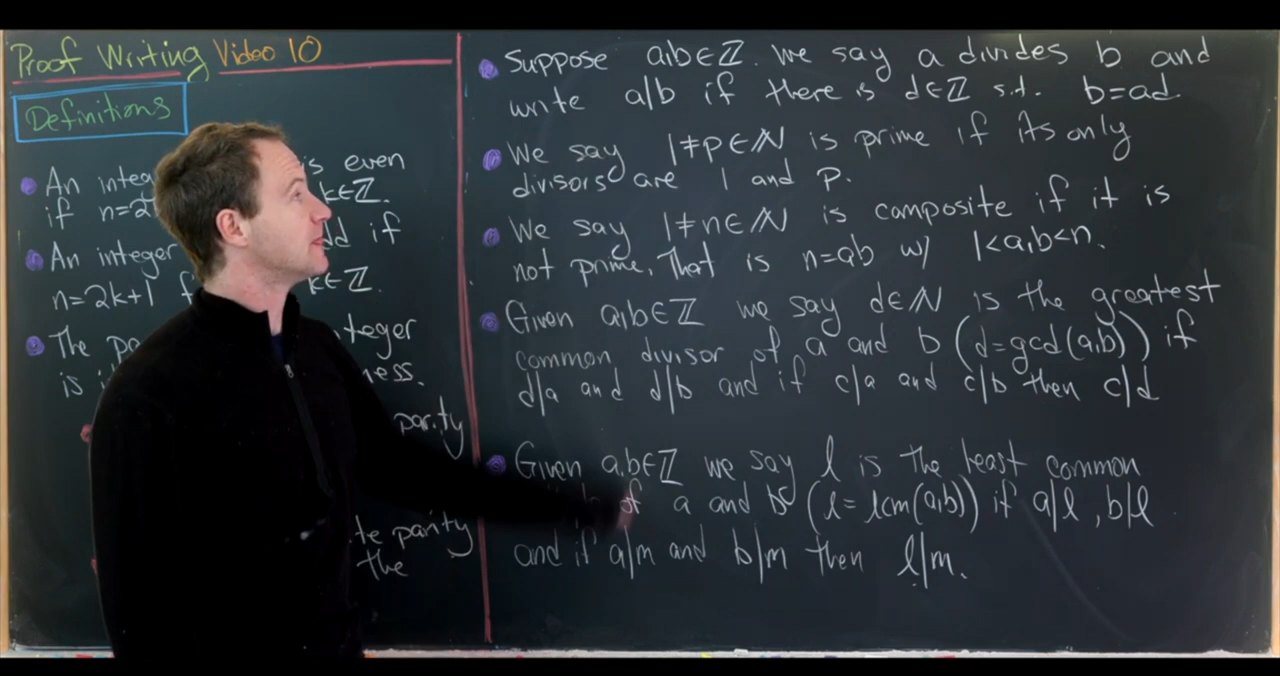 Proof Writing Video 10
Definitions
An integ is even
if n=2 k∈ℤ.
An integer dd if
n=2k+1 f k∈ℤ.
The pa nteger
is i ness.
parity
te parity
the
Suppose a,b∈ℤ. We say a divides b and
write a|b if there is d∈ℤ s.t. b=ad
We say 1≠p∈ℕ is prime if its only
divisors are 1 and p.
We say 1≠n∈ℕ is composite if it is
not prime. That is n=ab w/ 1<a,b<n.
Given a,b∈ℤ we say d∈ℕ is the greatest
common divisor of a and b (d=gcd(a,b)) if
d|a and d|b and if c|a and c|b then c|d
Given a,b∈ℤ we say l is the least common
of a and b (l=lcm(a,b)) if a|l, b|l
and if a|m and b|m then l|m.